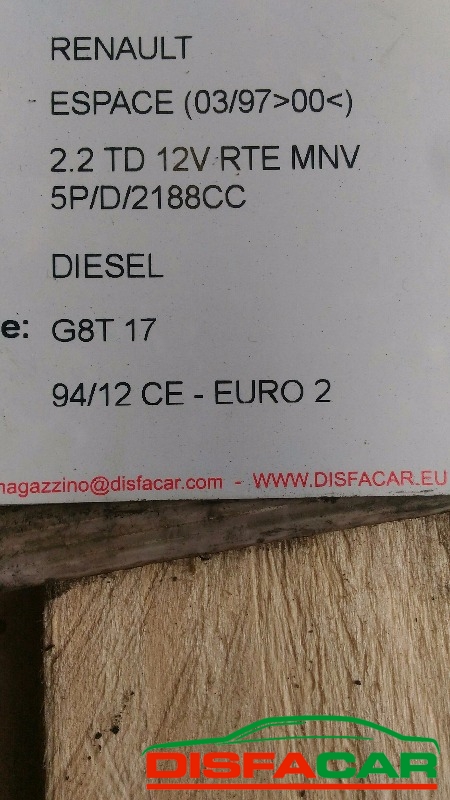 RENAULT
ESPACE (03/97>00<)
2.2 TD 12V RTE MNV
5P/D/2188CC
DIESEL
e: G8T 17
94/12 CE - EURO 2
magazzino@disfacar.com - WWW.DISFACAR.EU
DISFACAR